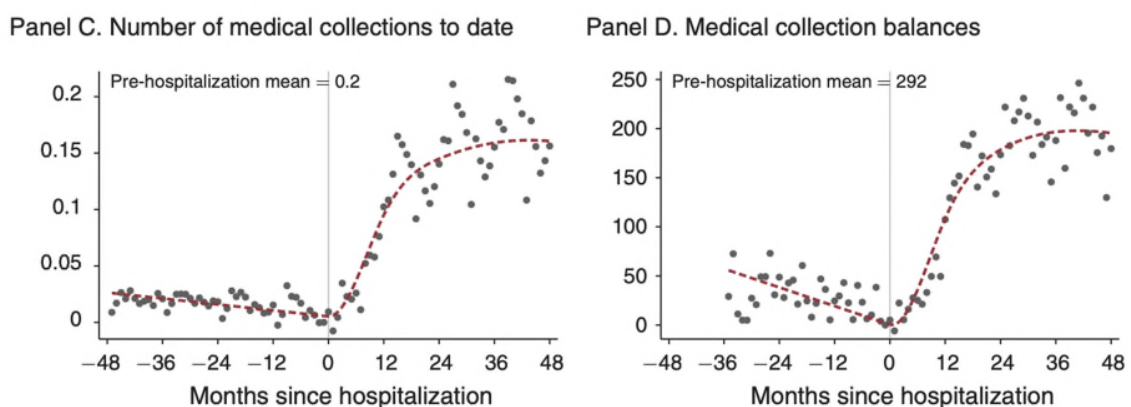 Panel C. Number of medical collections to date
Pre-hospitalization mean = 0.2
0.2
0.15
0.1
0.05
0
−48 −36 −24 −12 0 12 24 36 48
Months since hospitalization
Panel D. Medical collection balances
Pre-hospitalization mean = 292
250
200
150
100
50
0
−48 −36 −24 −12 0 12 24 36 48
Months since hospitalization